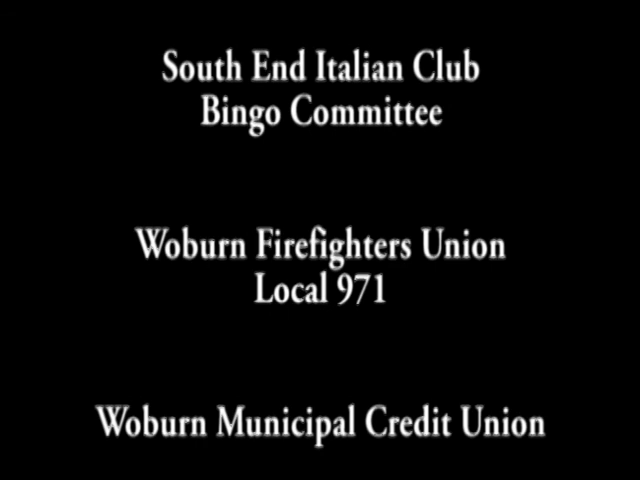 South End Italian Club
Bingo Committee
Woburn Firefighters Union
Local 971
Woburn Municipal Credit Union